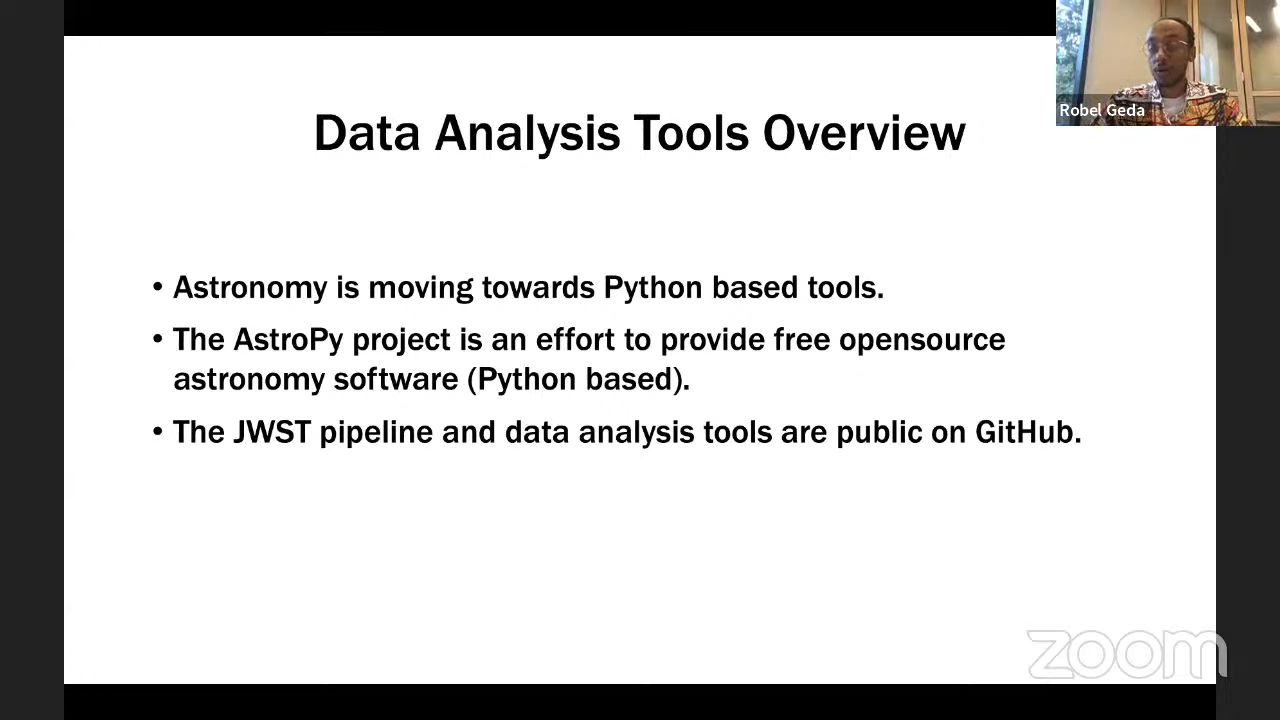 Data Analysis Tools Overview
Robel Geda
• Astronomy is moving towards Python based tools.
• The AstroPy project is an effort to provide free opensource
astronomy software (Python based).
• The JWST pipeline and data analysis tools are public on GitHub.
zoom